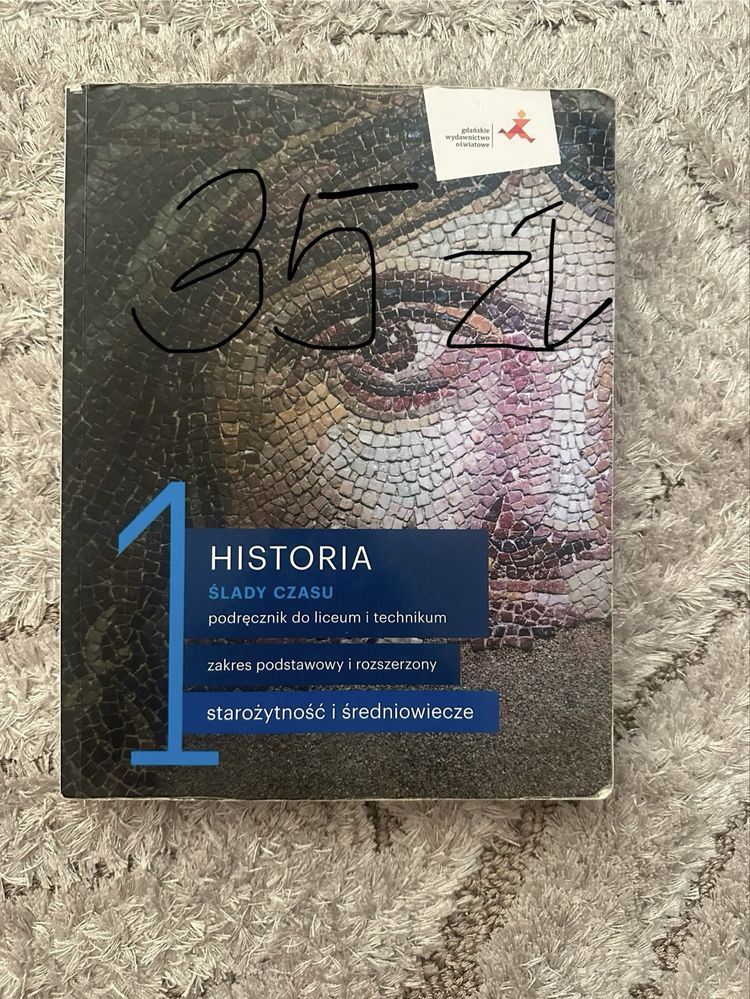 gdańskie
wydawnictwo
oświatowe
35 zł
1
HISTORIA
ŚLADY CZASU
podręcznik do liceum i technikum
zakres podstawowy i rozszerzony
starożytność i średniowiecze